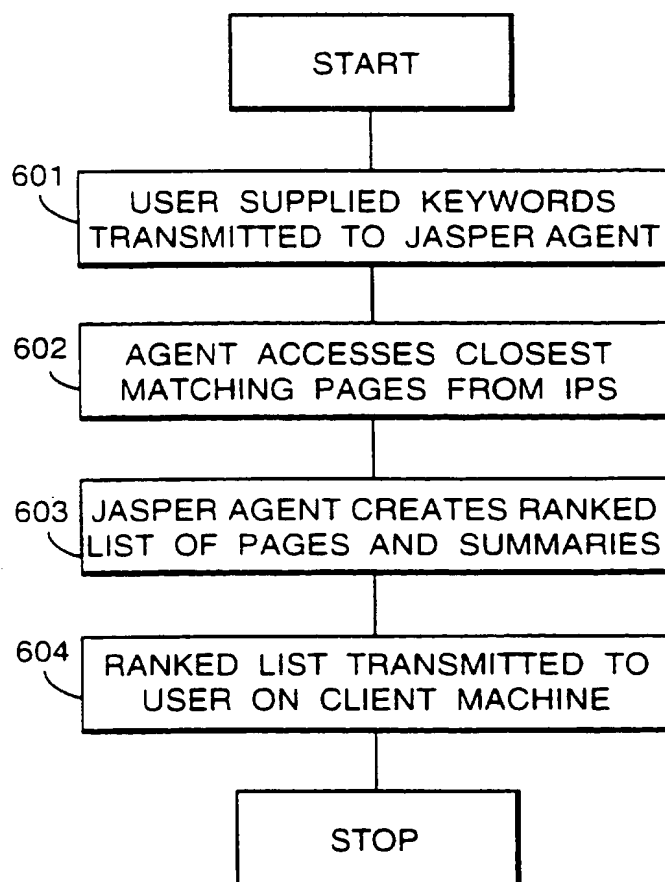 START
601
USER SUPPLIED KEYWORDS
TRANSMITTED TO JASPER AGENT
602
AGENT ACCESSES CLOSEST
MATCHING PAGES FROM IPS
603
JASPER AGENT CREATES RANKED
LIST OF PAGES AND SUMMARIES
604
RANKED LIST TRANSMITTED TO
USER ON CLIENT MACHINE
STOP